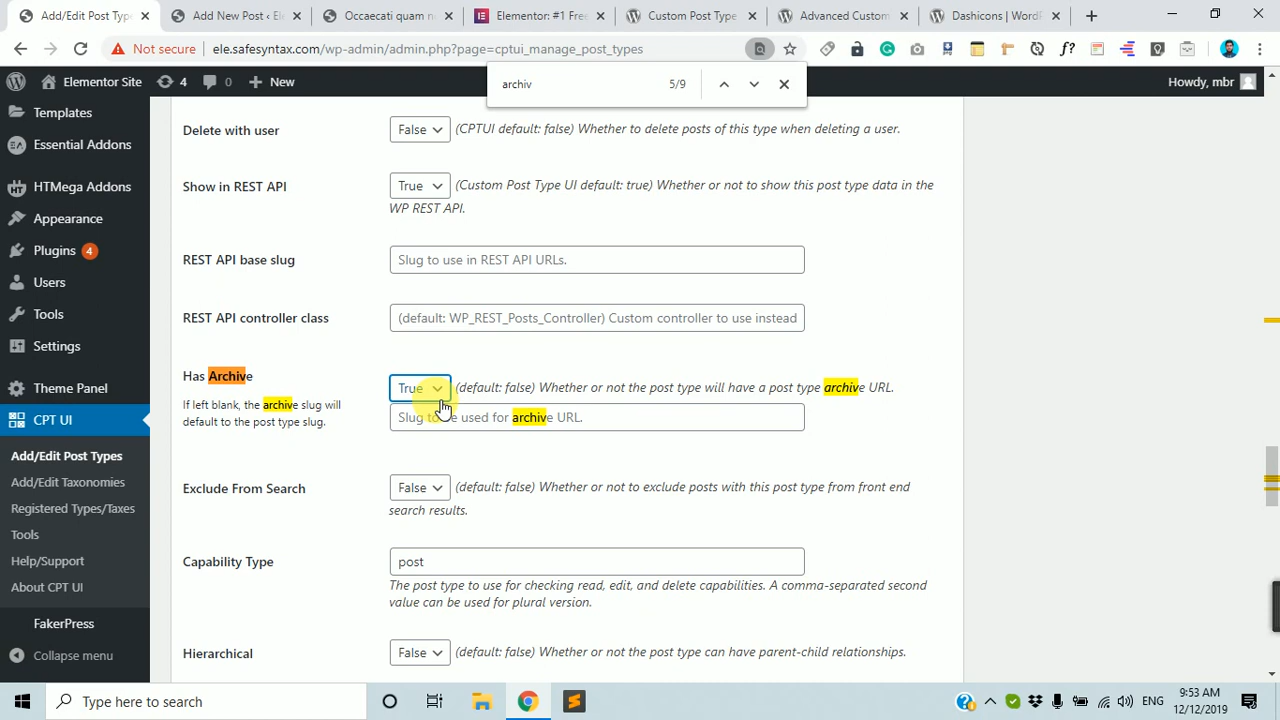 Add/Edit Post Typ
Add New Post ‹ Ele
Occaecati quam n
Elementor: #1 Free
Custom Post Type
Advanced Custom
Dashicons | WordP
Not secure
ele.safesyntax.com/wp-admin/admin.php?page=cptui_manage_post_types
archiv
5/9
Elementor Site
4
0
New
Howdy, mbr
Templates
Essential Addons
HTMega Addons
Appearance
Plugins 4
Users
Tools
Settings
Theme Panel
CPT UI
Add/Edit Post Types
Add/Edit Taxonomies
Registered Types/Taxes
Tools
Help/Support
About CPT UI
FakerPress
Collapse menu
Delete with user
False (CPTUI default: false) Whether to delete posts of this type when deleting a user.
Show in REST API
True (Custom Post Type UI default: true) Whether or not to show this post type data in the
WP REST API.
REST API base slug
Slug to use in REST API URLs.
REST API controller class
(default: WP_REST_Posts_Controller) Custom controller to use instead
Has Archive
If left blank, the archive slug will
default to the post type slug.
True (default: false) Whether or not the post type will have a post type archive URL.
Slug to be used for archive URL.
Exclude From Search
False (default: false) Whether or not to exclude posts with this post type from front end
search results.
Capability Type
post
The post type to use for checking read, edit, and delete capabilities. A comma-separated second
value can be used for plural version.
Hierarchical
False (default: false) Whether or not the post type can have parent-child relationships.
Type here to search
ENG
9:53 AM
12/12/2019